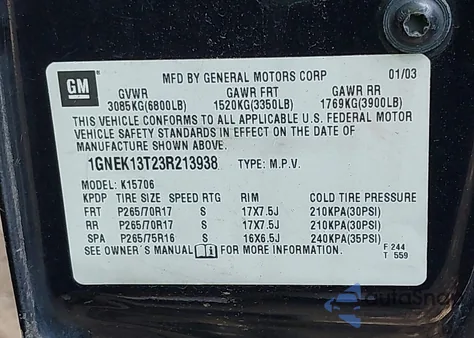 GM
MFD BY GENERAL MOTORS CORP 01/03
GVWR GAWR FRT GAWR RR
3085KG(6800LB) 1520KG(3350LB) 1769KG(3900LB)
THIS VEHICLE CONFORMS TO ALL APPLICABLE U.S. FEDERAL MOTOR
VEHICLE SAFETY STANDARDS IN EFFECT ON THE DATE OF
MANUFACTURE SHOWN ABOVE.
1GNEK13T23R213938 TYPE: M.P.V.
MODEL: K15706
KPDP TIRE SIZE SPEED RTG RIM COLD TIRE PRESSURE
FRT P265/70R17 S 17X7.5J 210KPA(30PSI)
RR P265/70R17 S 17X7.5J 210KPA(30PSI)
SPA P265/75R16 S 16X6.5J 240KPA(35PSI)
SEE OWNER'S MANUAL FOR MORE INFORMATION
F 244
T 559
AutoSnap